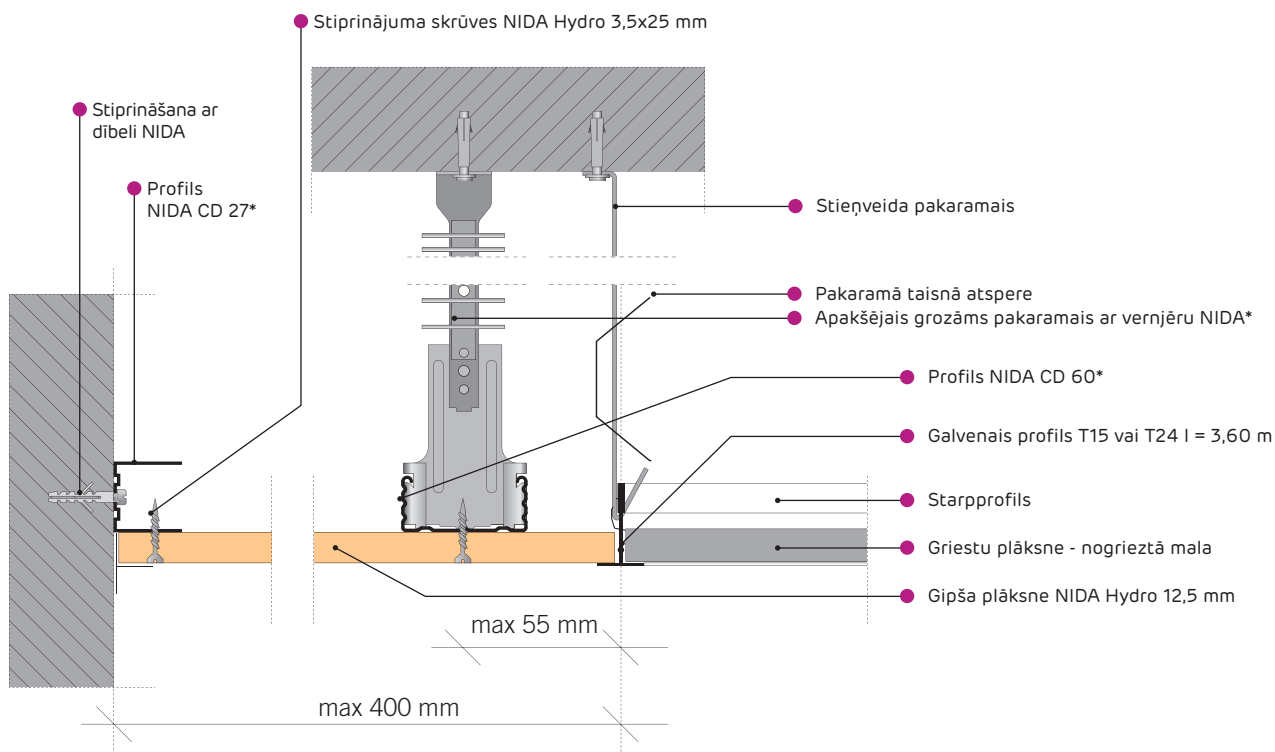 Stiprinājuma skrūves NIDA Hydro 3,5x25 mm
Stiprināšana ar
dībeli NIDA
Profils
NIDA CD 27*
Stieņveida pakaramais
Pakaramā taisnā atspere
Apakšējais grozāms pakaramais ar vernjēru NIDA*
Profils NIDA CD 60*
Galvenais profils T15 vai T24 l = 3,60 m
Starpprofils
Griestu plāksne - nogrieztā mala
Gipša plāksne NIDA Hydro 12,5 mm
max 55 mm
max 400 mm